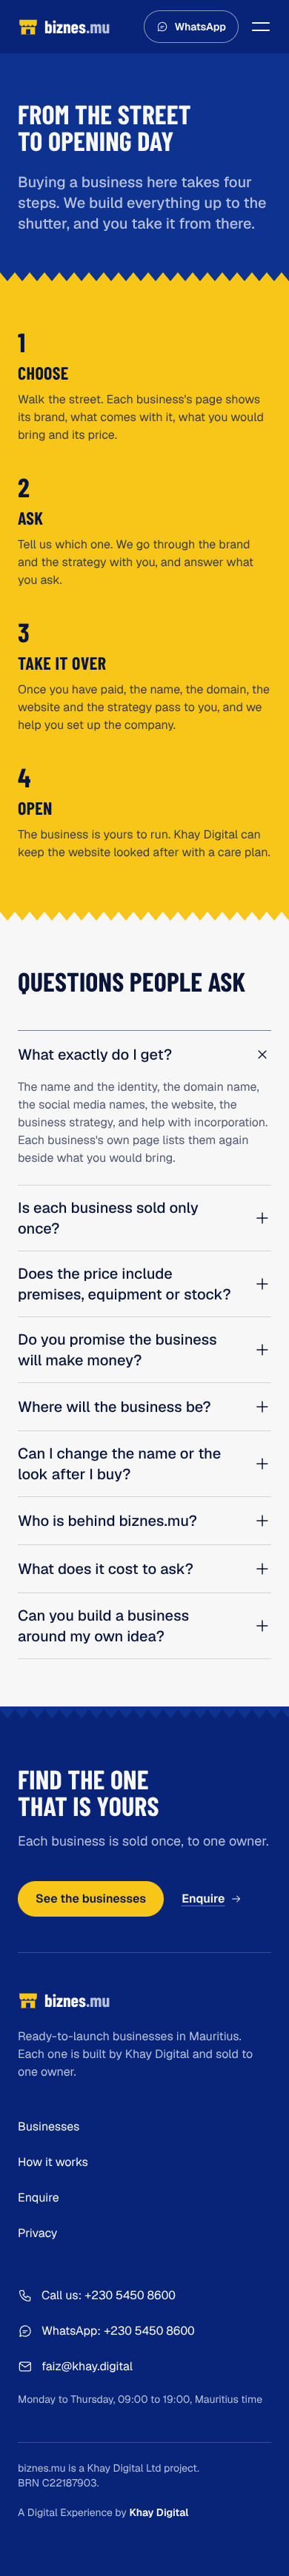 biznes.mu
WhatsApp
FROM THE STREET
TO OPENING DAY
Buying a business here takes four
steps. We build everything up to the
shutter, and you take it from there.
1
CHOOSE
Walk the street. Each business's page shows
its brand, what comes with it, what you would
bring and its price.
2
ASK
Tell us which one. We go through the brand
and the strategy with you, and answer what
you ask.
3
TAKE IT OVER
Once you have paid, the name, the domain, the
website and the strategy pass to you, and we
help you set up the company.
4
OPEN
The business is yours to run. Khay Digital can
keep the website looked after with a care plan.
QUESTIONS PEOPLE ASK
What exactly do I get?
The name and the identity, the domain name,
the social media names, the website, the
business strategy, and help with incorporation.
Each business's own page lists them again
beside what you would bring.
Is each business sold only
once?
Does the price include
premises, equipment or stock?
Do you promise the business
will make money?
Where will the business be?
Can I change the name or the
look after I buy?
Who is behind biznes.mu?
What does it cost to ask?
Can you build a business
around my own idea?
FIND THE ONE
THAT IS YOURS
Each business is sold once, to one owner.
See the businesses
Enquire →
biznes.mu
Ready-to-launch businesses in Mauritius.
Each one is built by Khay Digital and sold to
one owner.
Businesses
How it works
Enquire
Privacy
Call us: +230 5450 8600
WhatsApp: +230 5450 8600
faiz@khay.digital
Monday to Thursday, 09:00 to 19:00, Mauritius time
biznes.mu is a Khay Digital Ltd project.
BRN C22187903.
A Digital Experience by Khay Digital